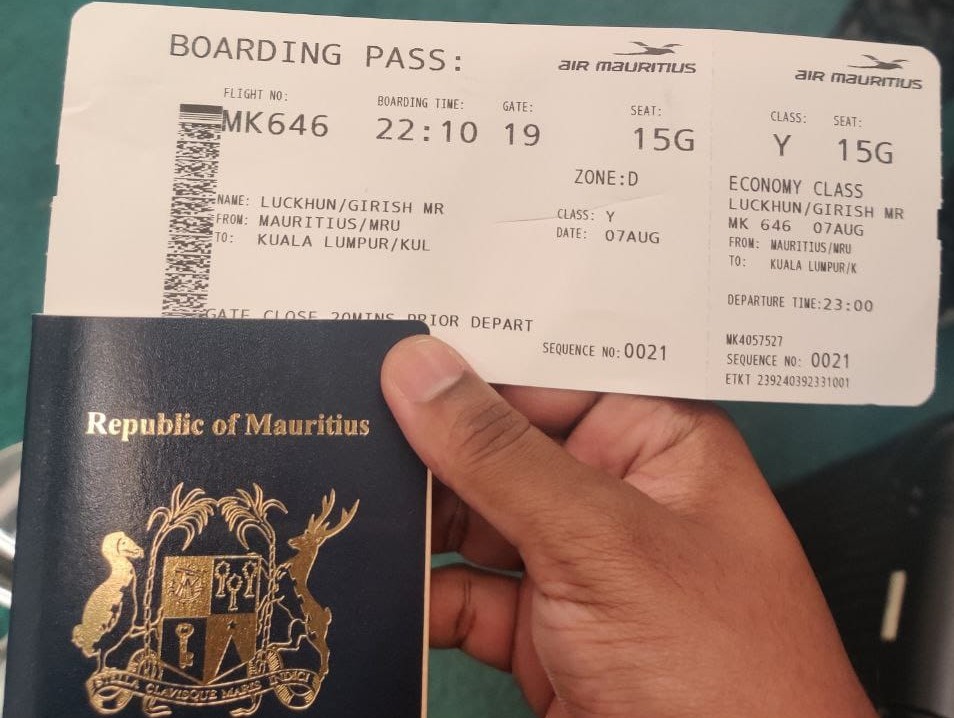 BOARDING PASS:
AIR MAURITIUS
FLIGHT NO: BOARDING TIME: GATE: SEAT:
MK646 22:10 19 15G
ZONE:D
NAME: LUCKHUN/GIRISH MR
FROM: MAURITIUS/MRU
TO: KUALA LUMPUR/KUL
CLASS: Y
DATE: 07AUG
GATE CLOSE 20MINS PRIOR DEPART
SEQUENCE NO:0021
AIR MAURITIUS
CLASS: SEAT:
Y 15G
ECONOMY CLASS
LUCKHUN/GIRISH MR
MK 646 07AUG
FROM: MAURITIUS/MRU
TO: KUALA LUMPUR/K
DEPARTURE TIME:23:00
MK4057527
SEQUENCE NO: 0021
ETKT 239240392331001
Republic of Mauritius
STELLA CLAVISQUE MARIS INDICI